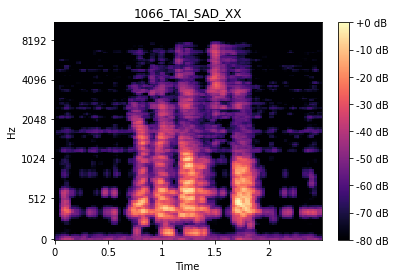 1066_TAI_SAD_XX
Hz
8192
4096
2048
1024
512
0
0
0.5
1
1.5
2
Time
+0 dB
-10 dB
-20 dB
-30 dB
-40 dB
-50 dB
-60 dB
-70 dB
-80 dB